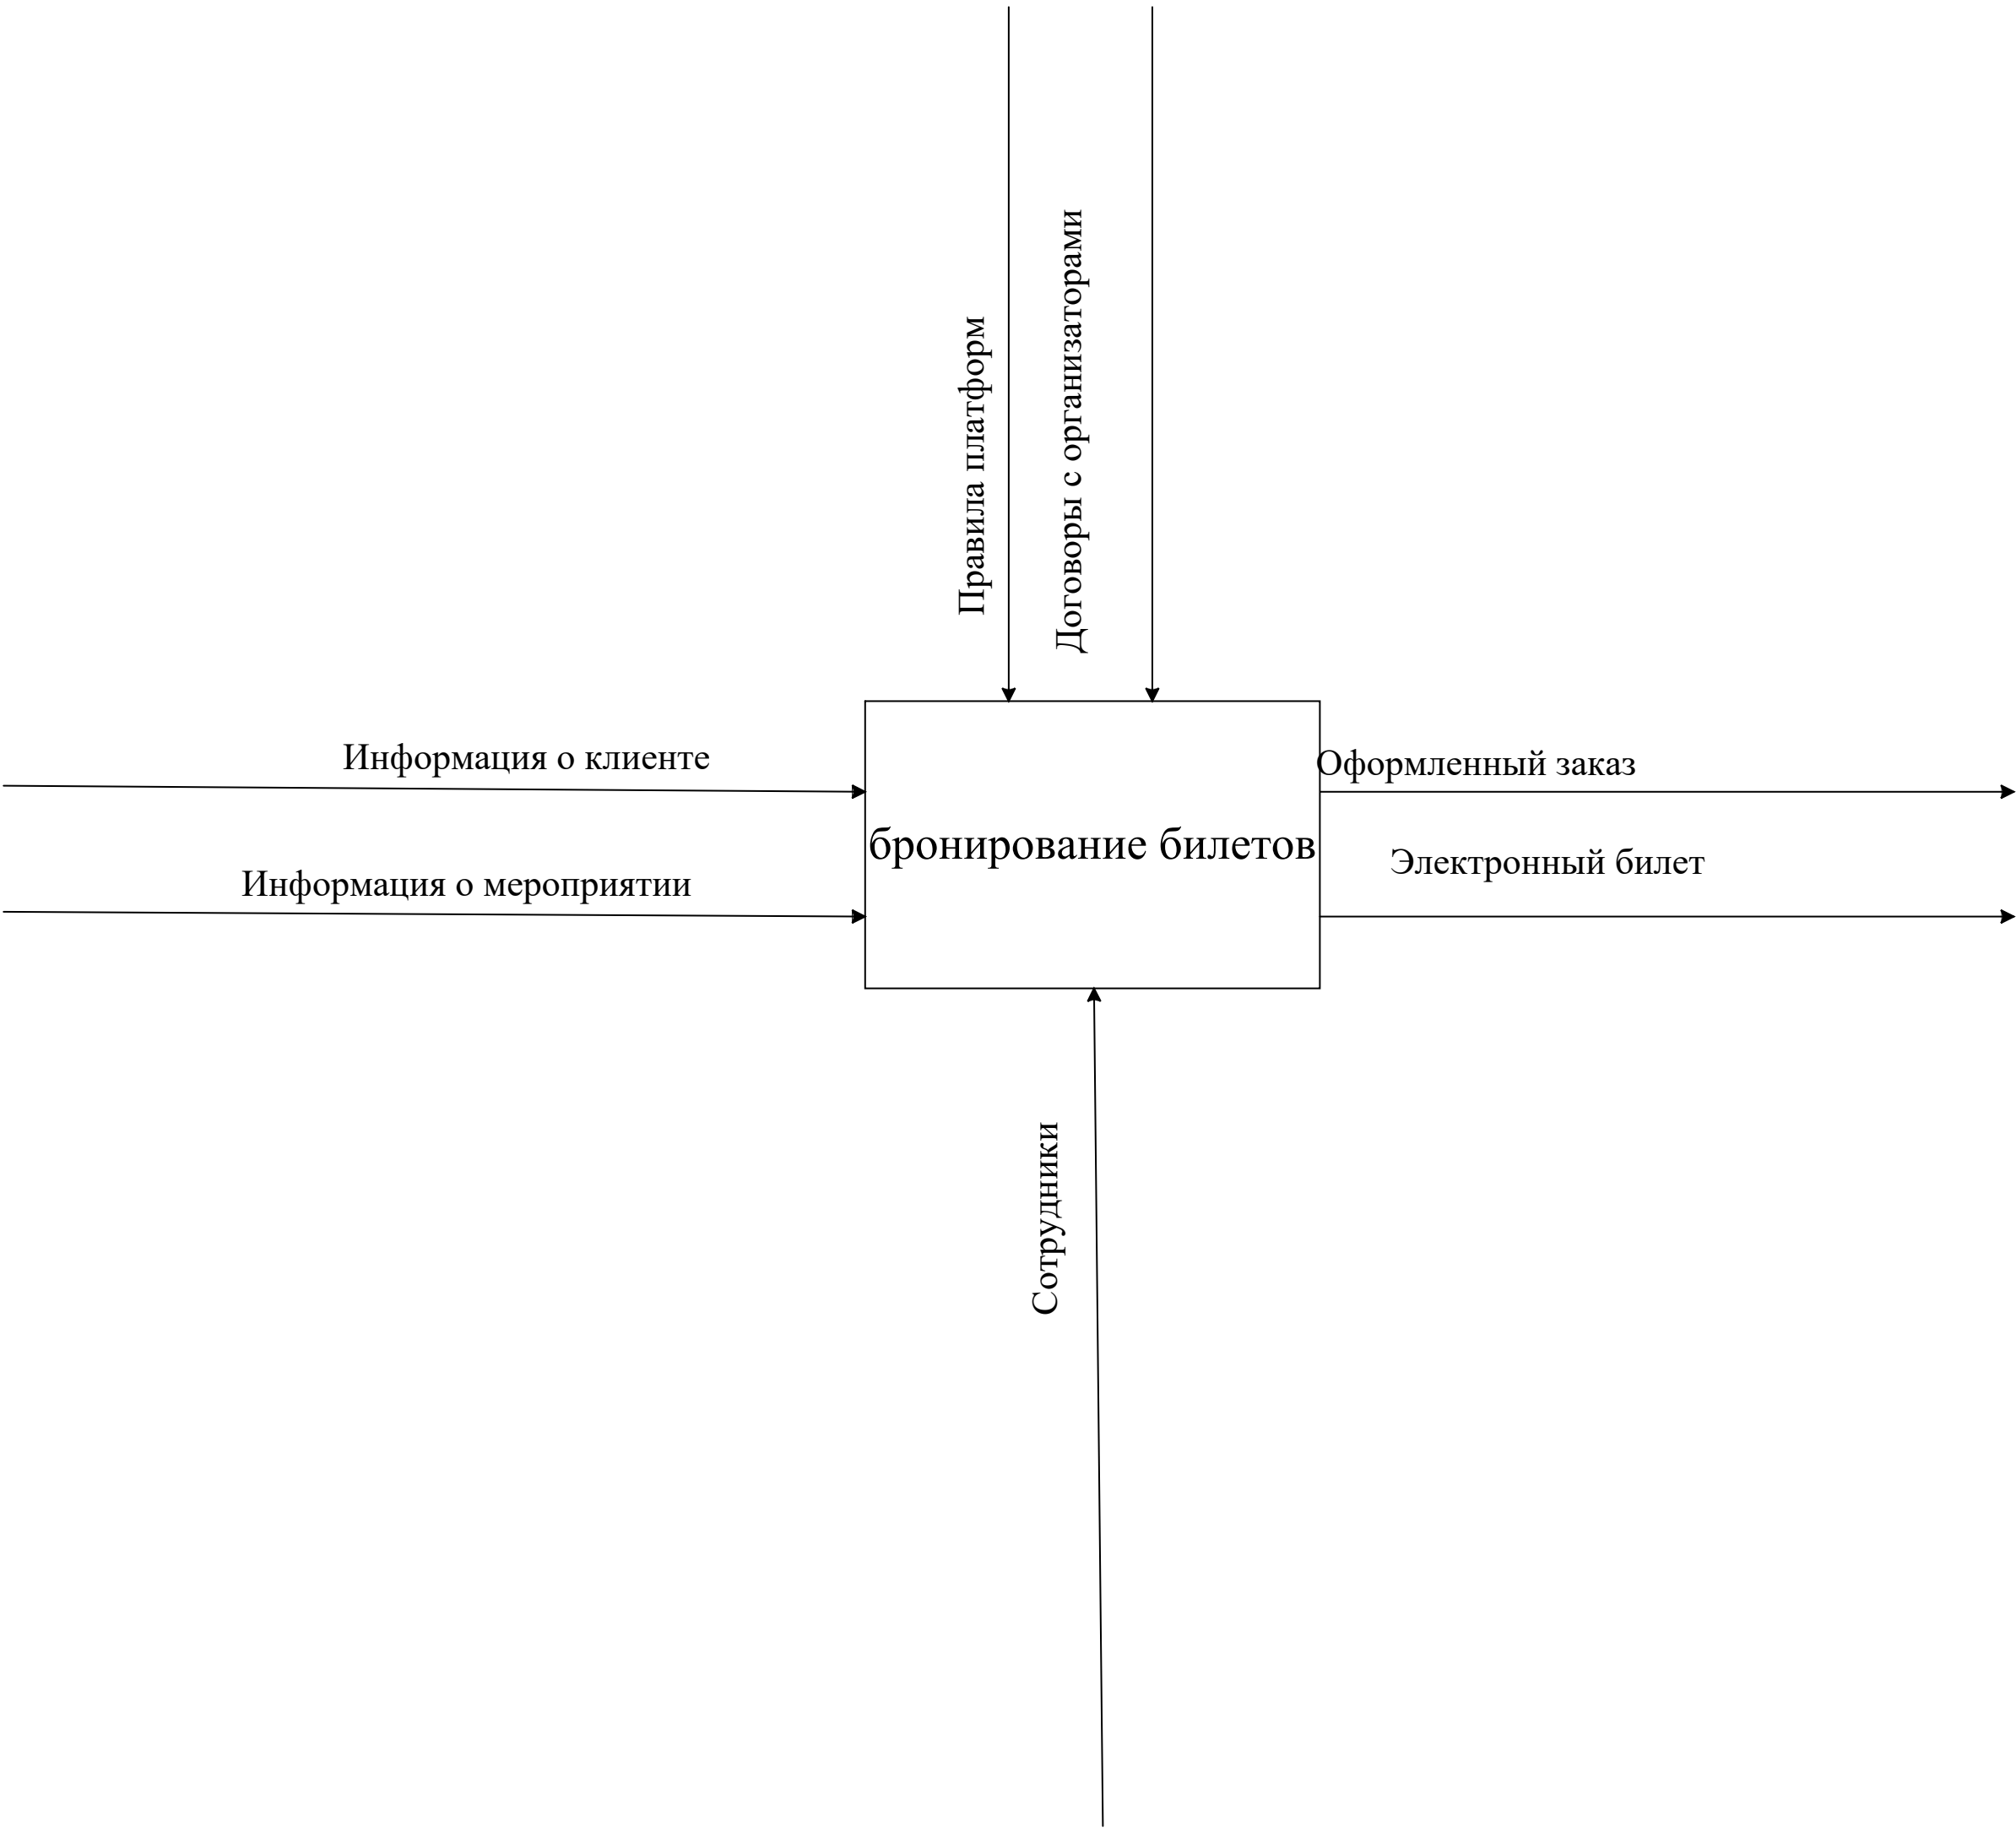 Правила платформ
Договоры с организаторами
Информация о клиенте
Оформленный заказ
бронирование билетов
Электронный билет
Информация о мероприятии
Сотрудники